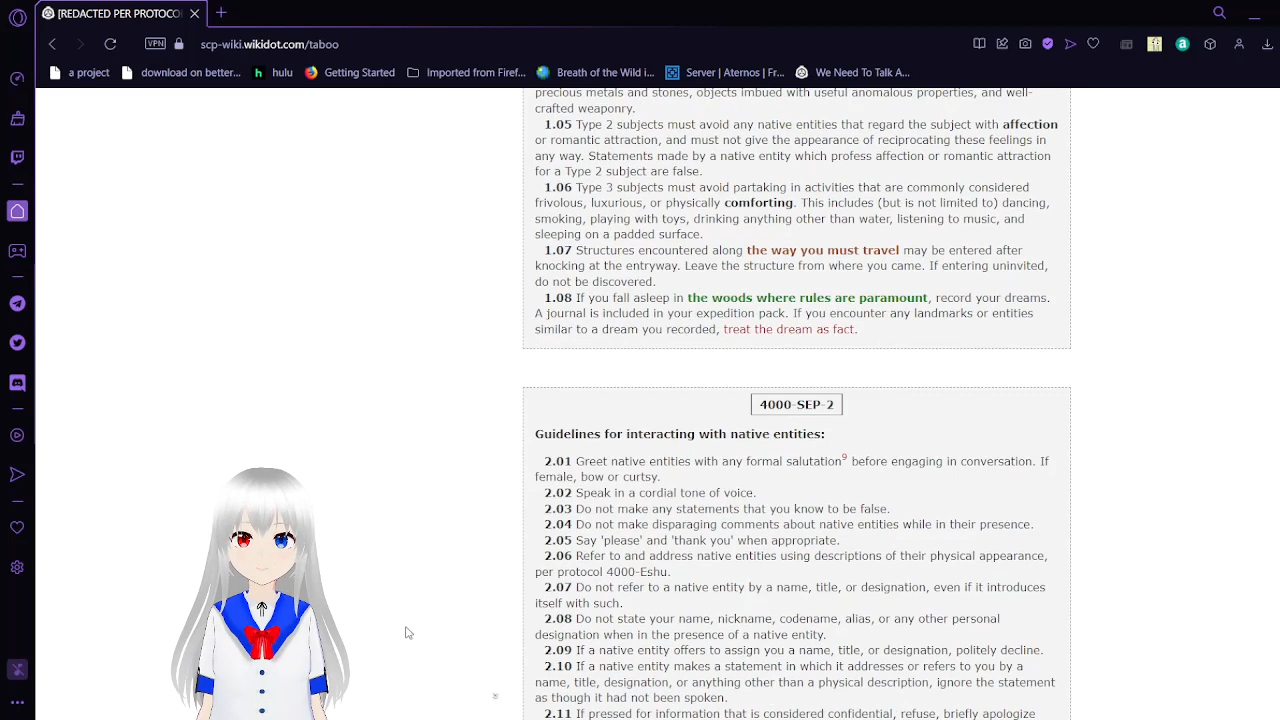 [REDACTED PER PROTOCO
VPN
scp-wiki.wikidot.com/taboo
a project
download on better...
hulu
Getting Started
Imported from Firef...
Breath of the Wild i...
Server | Aternos | Fr...
We Need To Talk A...
precious metals and stones, objects imbued with useful anomalous properties, and well-
crafted weaponry.
1.05 Type 2 subjects must avoid any native entities that regard the subject with affection
or romantic attraction, and must not give the appearance of reciprocating these feelings in
any way. Statements made by a native entity which profess affection or romantic attraction
for a Type 2 subject are false.
1.06 Type 3 subjects must avoid partaking in activities that are commonly considered
frivolous, luxurious, or physically comforting. This includes (but is not limited to) dancing,
smoking, playing with toys, drinking anything other than water, listening to music, and
sleeping on a padded surface.
1.07 Structures encountered along the way you must travel may be entered after
knocking at the entryway. Leave the structure from where you came. If entering uninvited,
do not be discovered.
1.08 If you fall asleep in the woods where rules are paramount, record your dreams.
A journal is included in your expedition pack. If you encounter any landmarks or entities
similar to a dream you recorded, treat the dream as fact.
4000-SEP-2
Guidelines for interacting with native entities:
2.01 Greet native entities with any formal salutation9 before engaging in conversation. If
female, bow or curtsy.
2.02 Speak in a cordial tone of voice.
2.03 Do not make any statements that you know to be false.
2.04 Do not make disparaging comments about native entities while in their presence.
2.05 Say 'please' and 'thank you' when appropriate.
2.06 Refer to and address native entities using descriptions of their physical appearance,
per protocol 4000-Eshu.
2.07 Do not refer to a native entity by a name, title, or designation, even if it introduces
itself with such.
2.08 Do not state your name, nickname, codename, alias, or any other personal
designation when in the presence of a native entity.
2.09 If a native entity offers to assign you a name, title, or designation, politely decline.
2.10 If a native entity makes a statement in which it addresses or refers to you by a
name, title, designation, or anything other than a physical description, ignore the statement
as though it had not been spoken.
2.11 If pressed for information that is considered confidential, refuse, briefly apologize